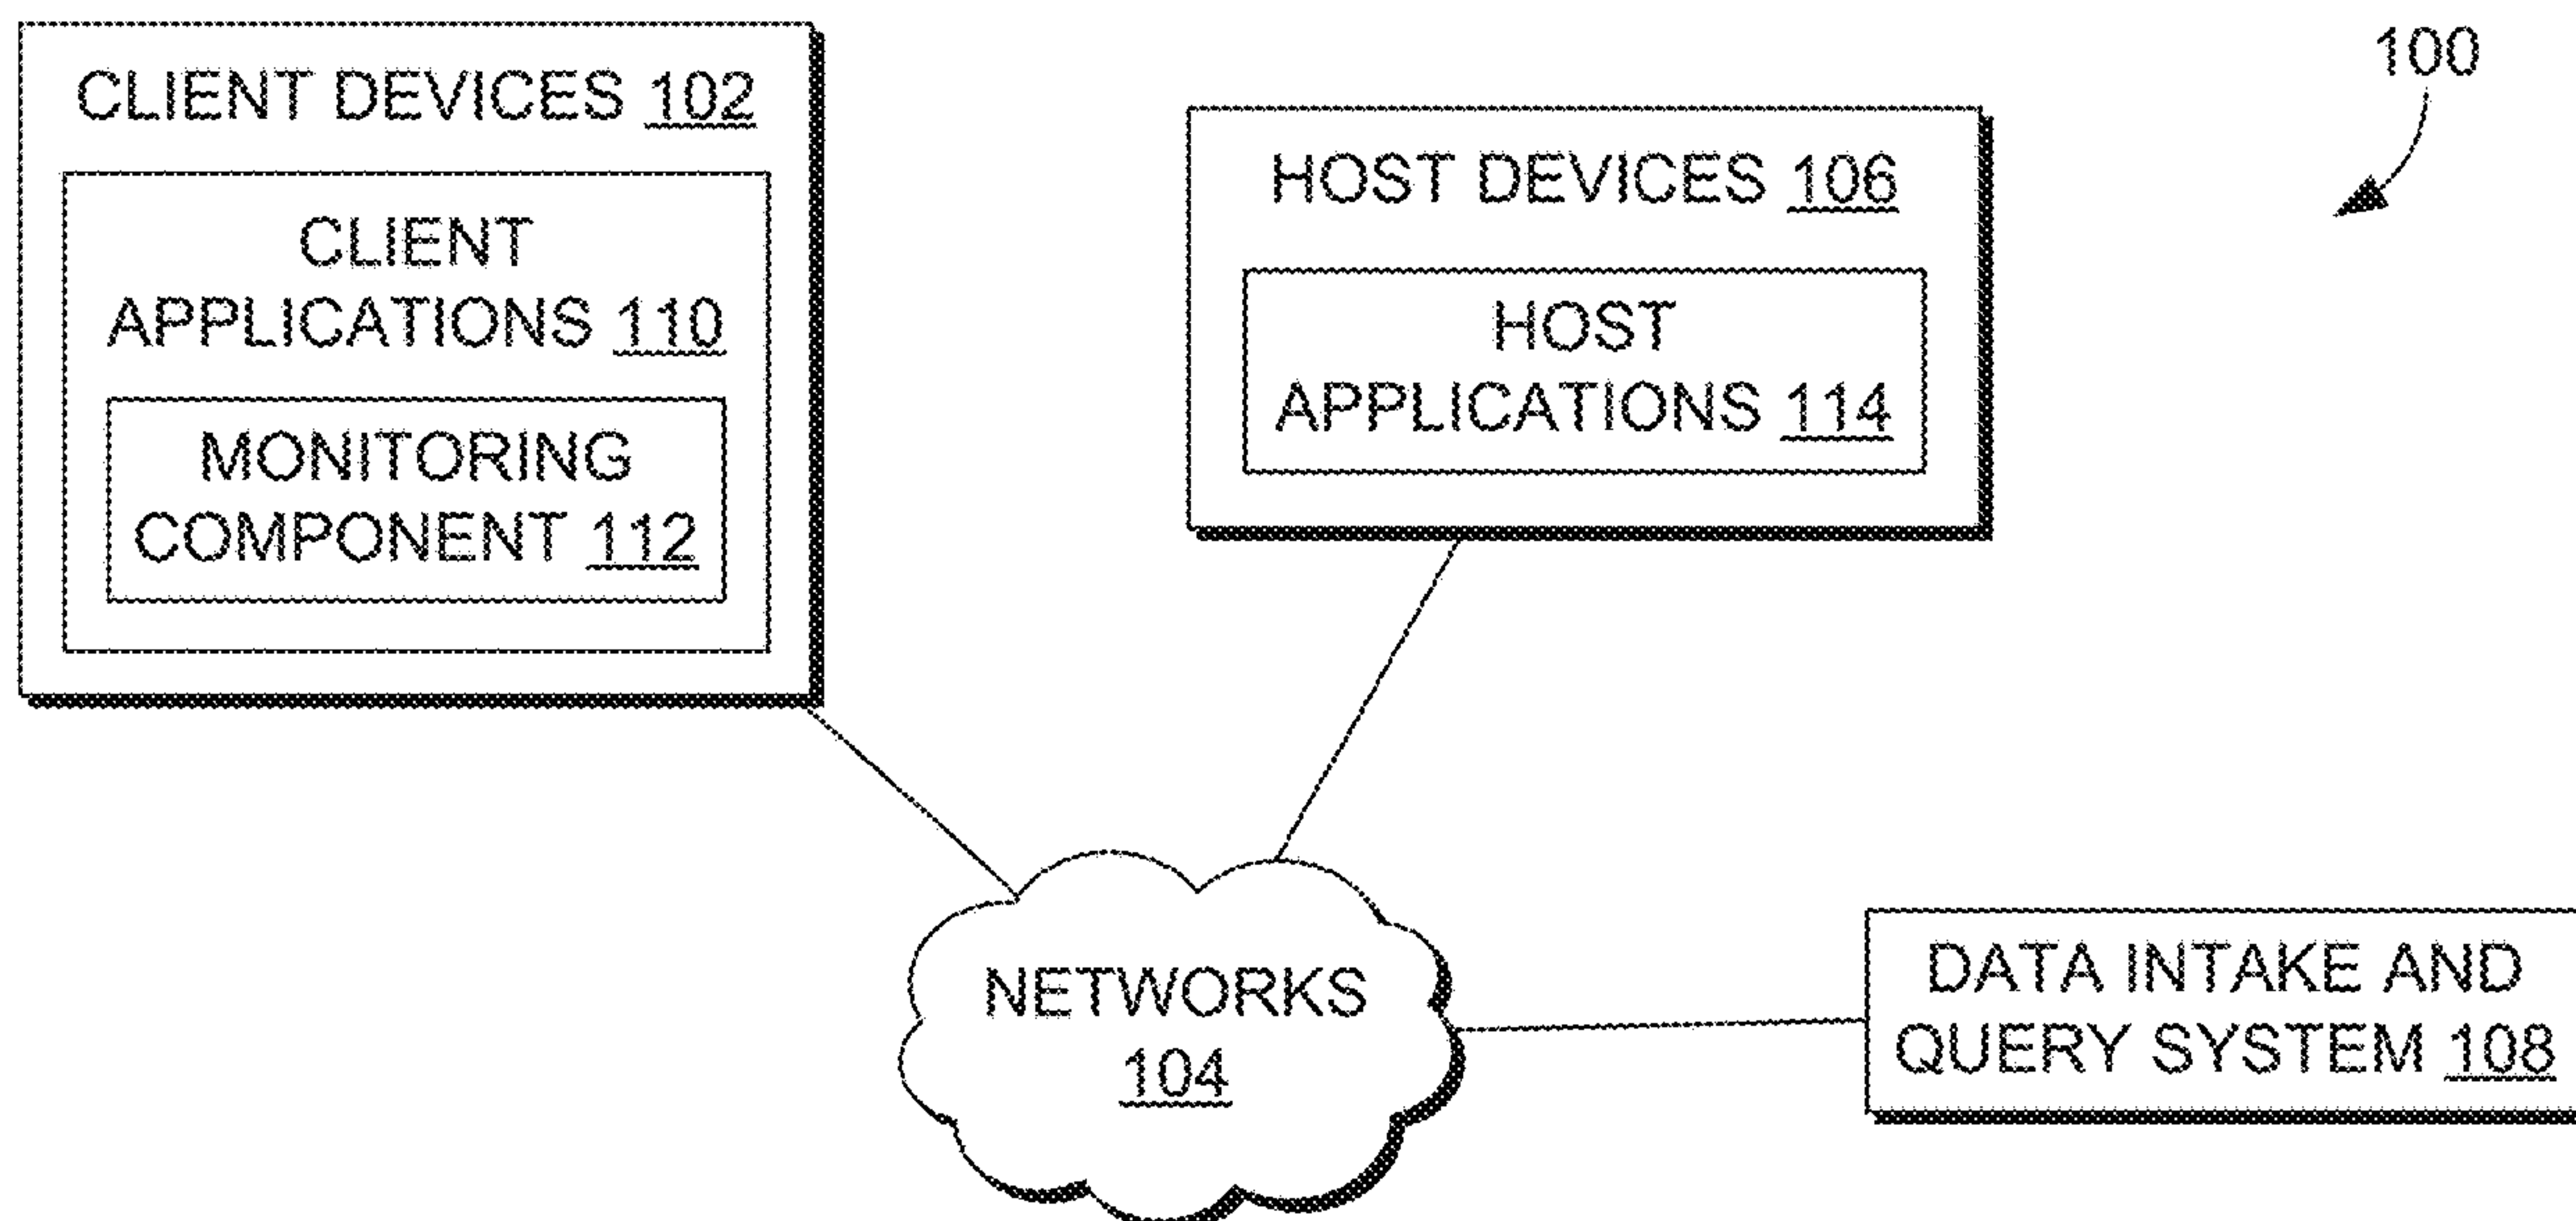 100
CLIENT DEVICES 102
CLIENT
APPLICATIONS 110
MONITORING
COMPONENT 112
HOST DEVICES 106
HOST
APPLICATIONS 114
NETWORKS
104
DATA INTAKE AND
QUERY SYSTEM 108